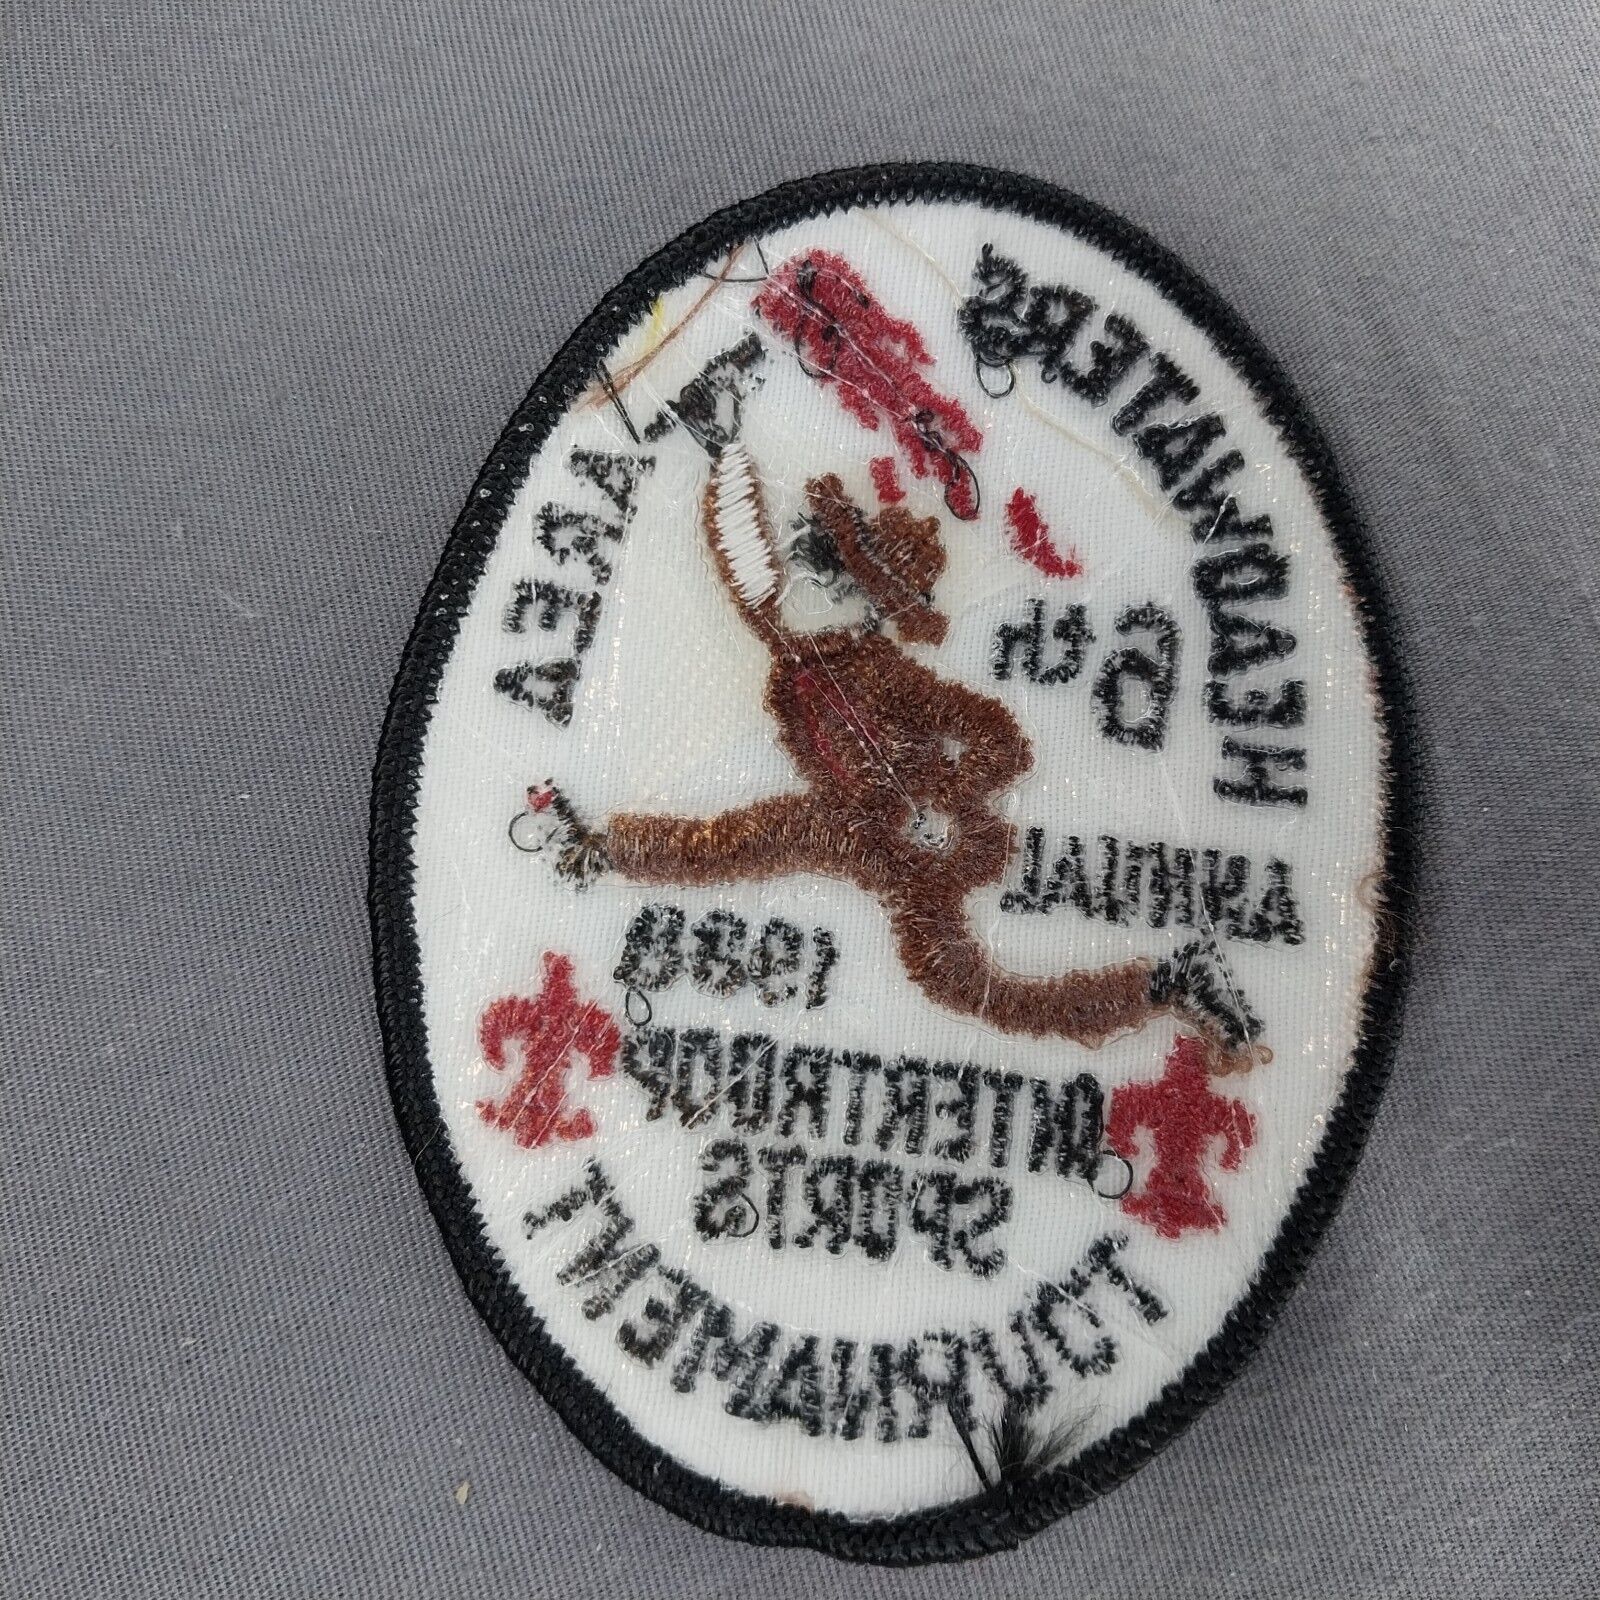 HEADWATERS AREA
6th
ANNUAL
1988
INTERTROOP
SPORTS
TOURNAMENT